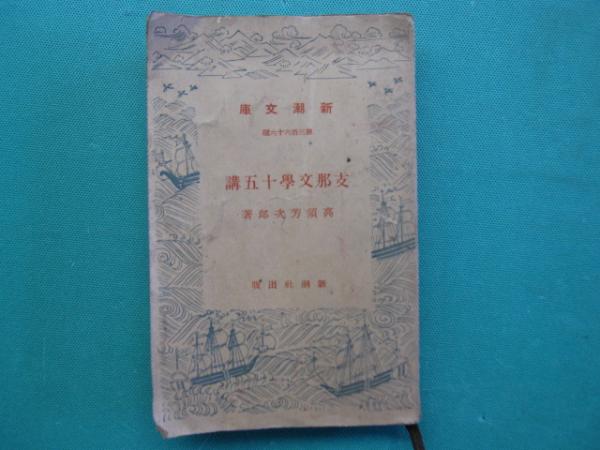 新潮文庫
第三百六十六編
支那文學十五講
高須芳次郎著
新潮社出版